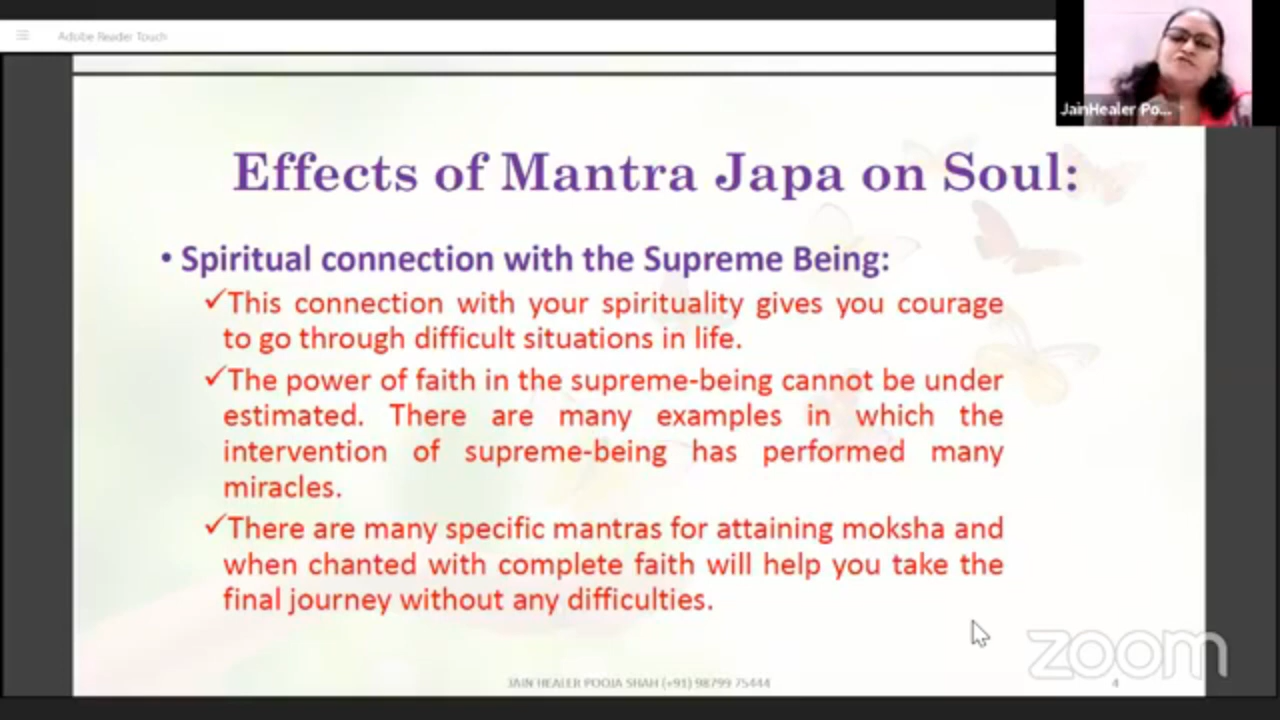 Adobe Reader Touch
JainHealer Po...
Effects of Mantra Japa on Soul:
• Spiritual connection with the Supreme Being:
✓This connection with your spirituality gives you courage
to go through difficult situations in life.
✓The power of faith in the supreme-being cannot be under
estimated. There are many examples in which the
intervention of supreme-being has performed many
miracles.
✓There are many specific mantras for attaining moksha and
when chanted with complete faith will help you take the
final journey without any difficulties.
zoom
JAIN HEALER POOJA SHAH (+91) 98799 75444
4